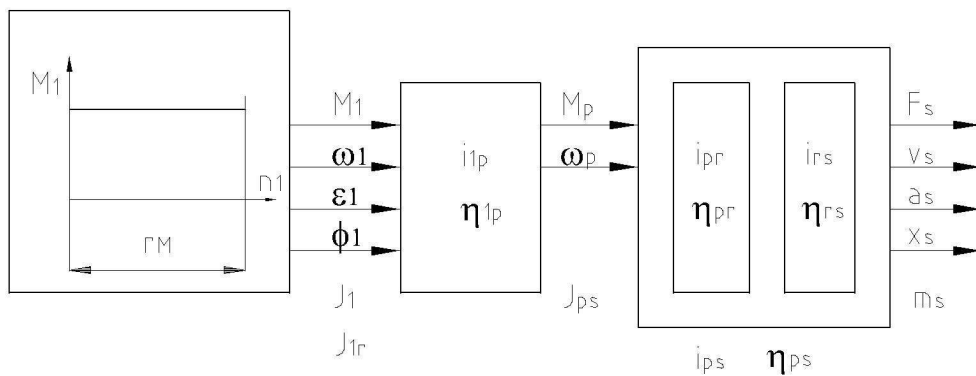 M1
n1
rM
M1
ω1
ε1
ϕ1
J1
J1r
i1p
η1p
Mp
ωp
Jps
ipr
ηpr
irs
ηrs
ips ηps
Fs
vs
as
xs
ms